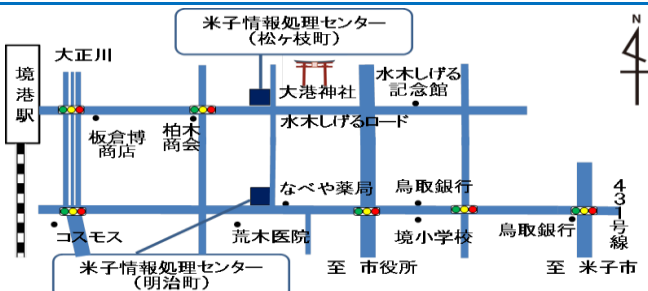 米子情報処理センター
(松ヶ枝町)
N
大正川
境港駅
大港神社
水木しげる
記念館
板倉博
商店
柏木
商会
水木しげるロード
なべや薬局
鳥取銀行
431号線
コスモス
荒木医院
境小学校
鳥取銀行
米子情報処理センター
(明治町)
至 市役所
至 米子市